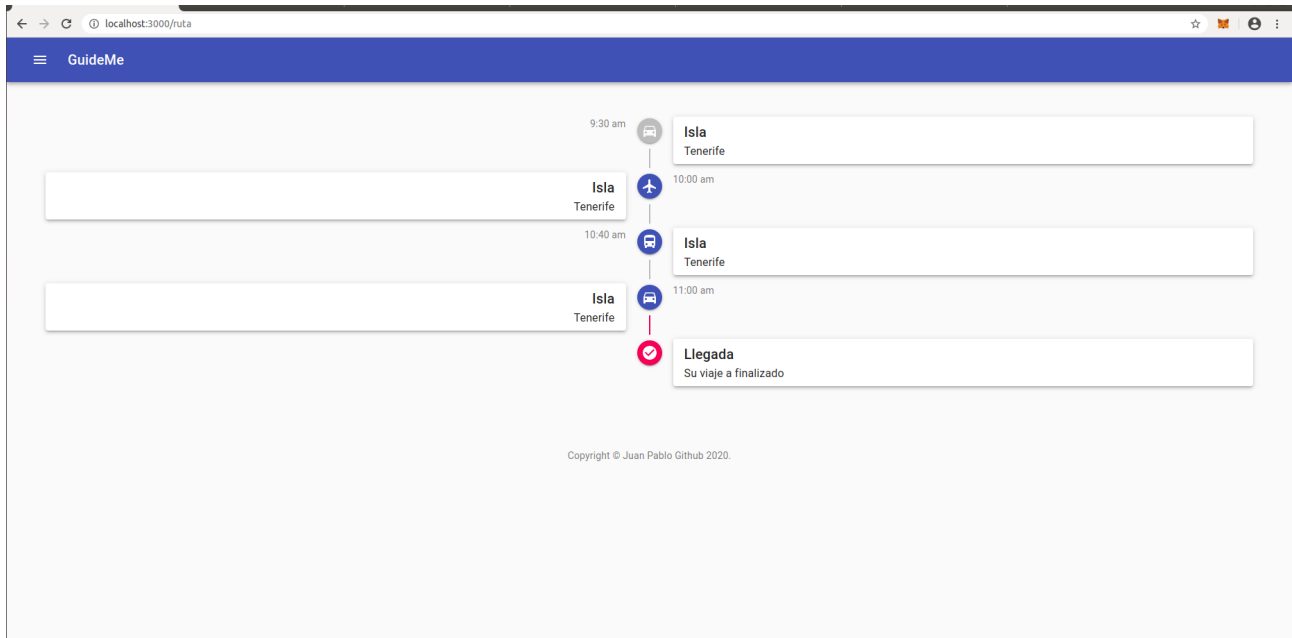 localhost:3000/ruta
GuideMe
9:30 am
Isla
Tenerife
Isla
Tenerife
10:00 am
10:40 am
Isla
Tenerife
Isla
Tenerife
11:00 am
Llegada
Su viaje a finalizado
Copyright © Juan Pablo Github 2020.